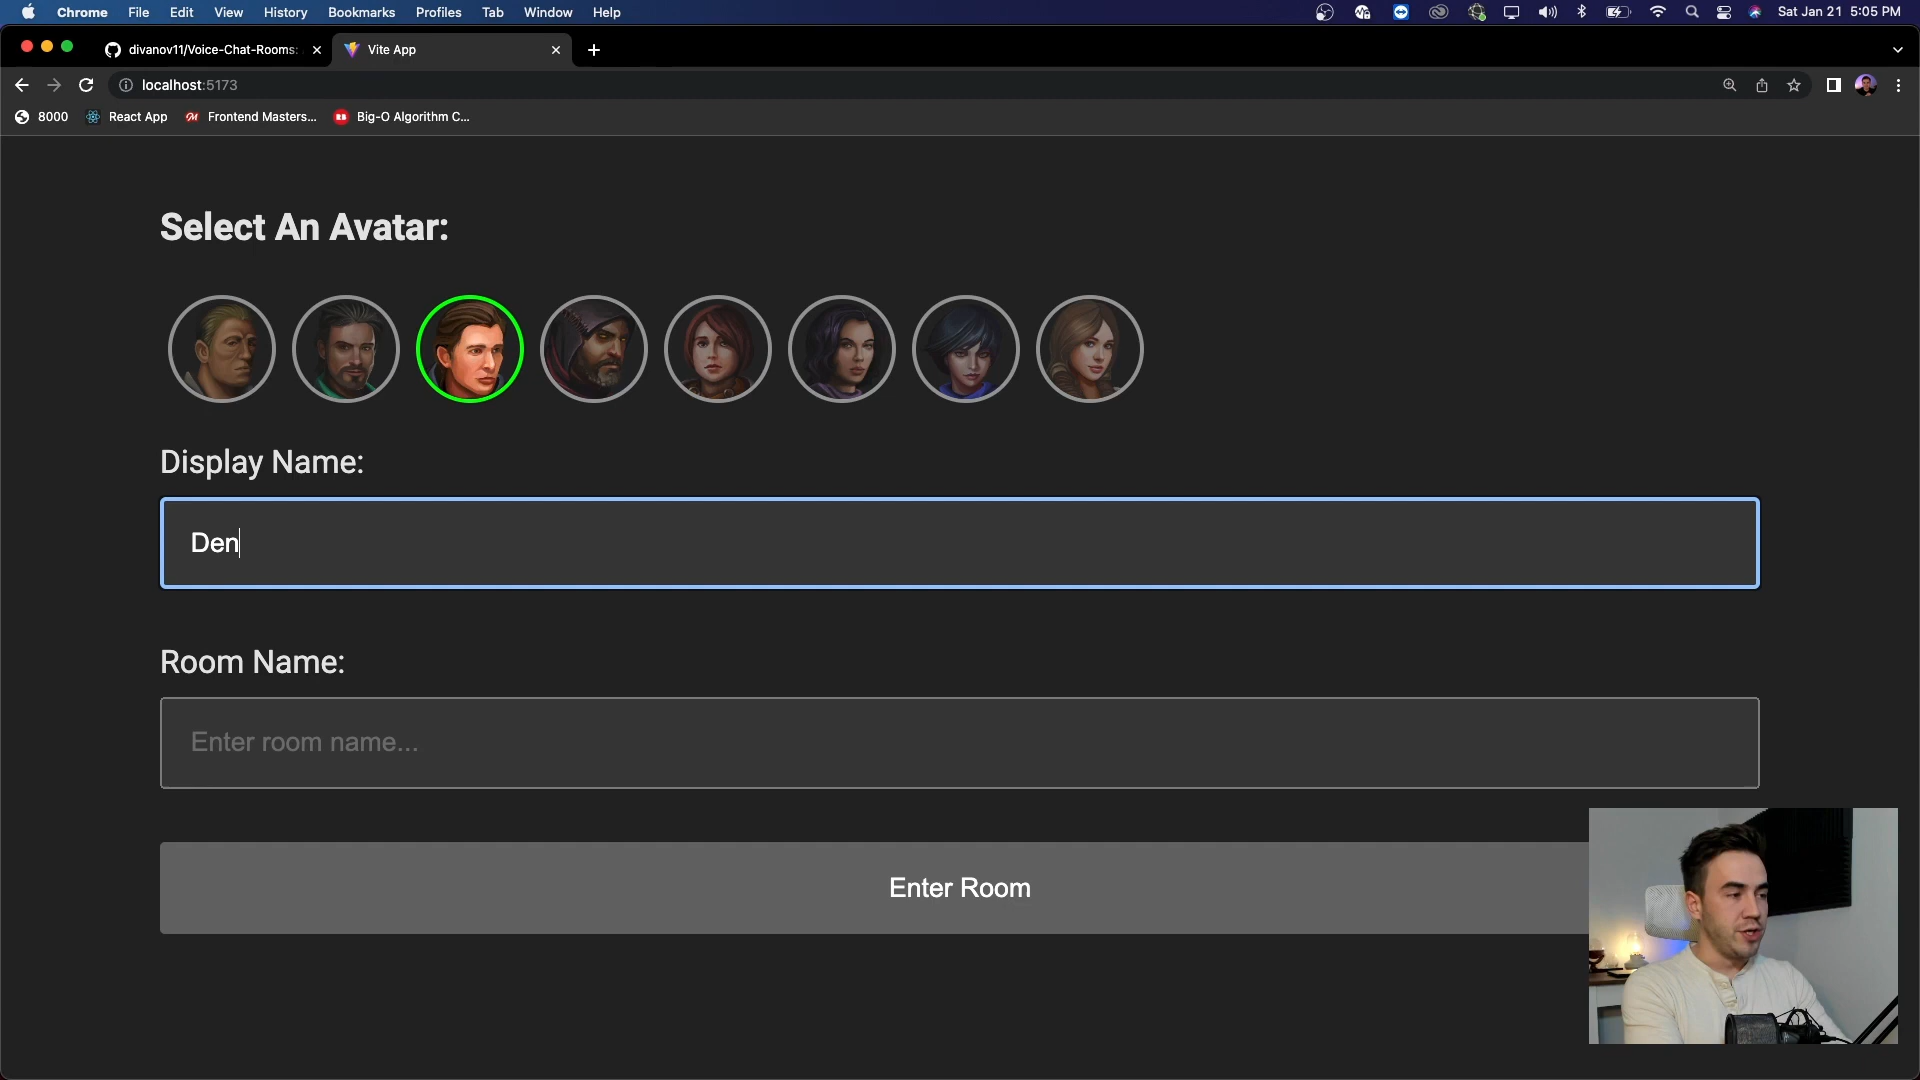 Chrome File Edit View History Bookmarks Profiles Tab Window Help Sat Jan 21 5:05 PM
divanov11/Voice-Chat-Rooms: Vite App
localhost:5173
8000 React App Frontend Masters... Big-O Algorithm C...
Select An Avatar:
Display Name:
Den
Room Name:
Enter room name...
Enter Room